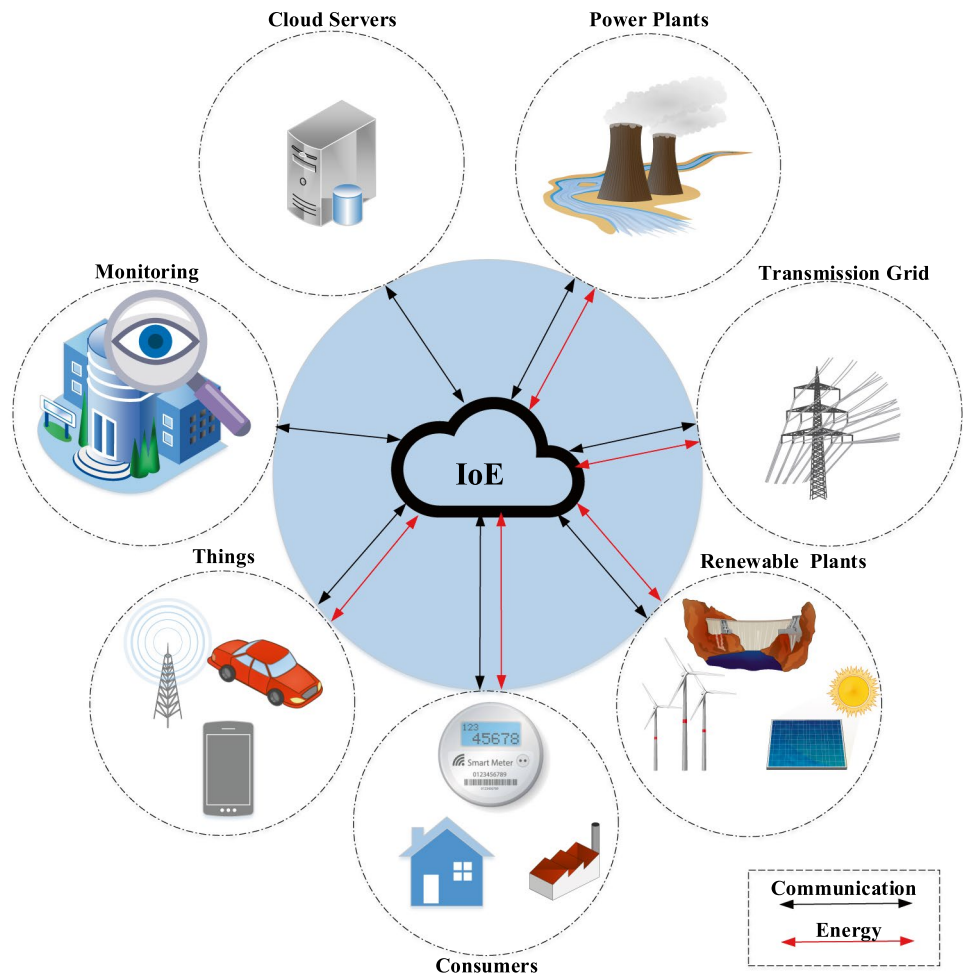 Cloud Servers
Power Plants
Monitoring
Transmission Grid
IoE
Things
Renewable Plants
123
45678
Smart Meter
0123456789
Communication
Energy
Consumers